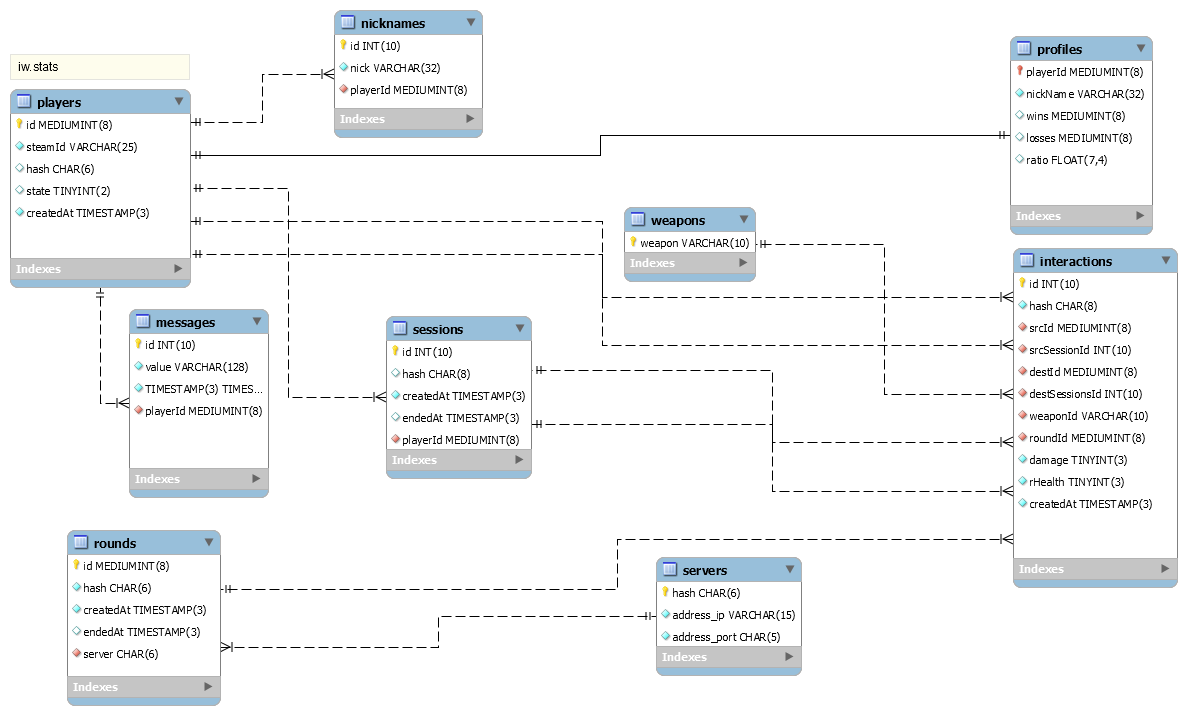 iw.stats
players
id MEDIUMINT(8)
steamId VARCHAR(25)
hash CHAR(6)
state TINYINT(2)
createdAt TIMESTAMP(3)
Indexes
nicknames
id INT(10)
nick VARCHAR(32)
playerId MEDIUMINT(8)
Indexes
profiles
playerId MEDIUMINT(8)
nickName VARCHAR(32)
wins MEDIUMINT(8)
losses MEDIUMINT(8)
ratio FLOAT(7,4)
Indexes
weapons
weapon VARCHAR(10)
Indexes
interactions
id INT(10)
hash CHAR(8)
srcId MEDIUMINT(8)
srcSessionId INT(10)
destId MEDIUMINT(8)
destSessionsId INT(10)
weaponId VARCHAR(10)
roundId MEDIUMINT(8)
damage TINYINT(3)
rHealth TINYINT(3)
createdAt TIMESTAMP(3)
Indexes
messages
id INT(10)
value VARCHAR(128)
TIMESTAMP(3) TIMES...
playerId MEDIUMINT(8)
Indexes
sessions
id INT(10)
hash CHAR(8)
createdAt TIMESTAMP(3)
endedAt TIMESTAMP(3)
playerId MEDIUMINT(8)
Indexes
rounds
id MEDIUMINT(8)
hash CHAR(6)
createdAt TIMESTAMP(3)
endedAt TIMESTAMP(3)
server CHAR(6)
Indexes
servers
hash CHAR(6)
address_ip VARCHAR(15)
address_port CHAR(5)
Indexes